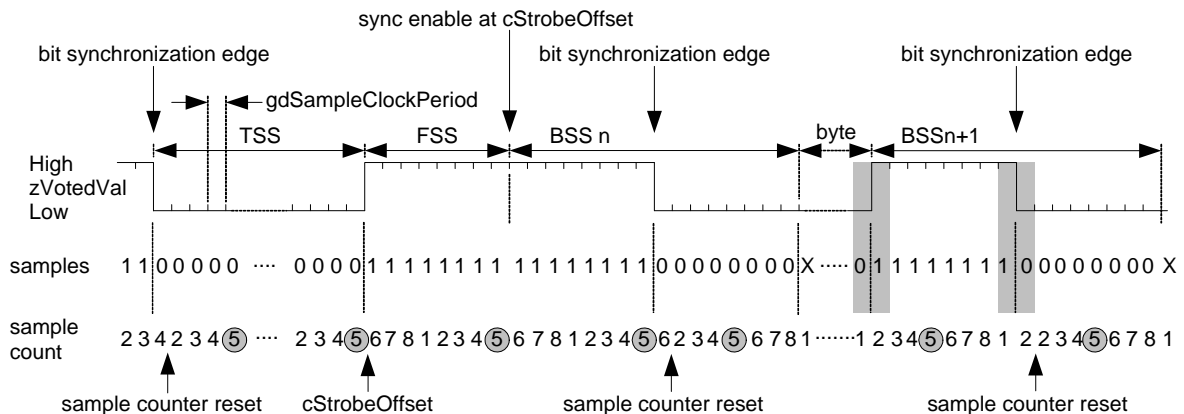 sync enable at cStrobeOffset
bit synchronization edge
bit synchronization edge
bit synchronization edge
gdSampleClockPeriod
TSS
FSS
BSS n
byte
BSSn+1
High
zVotedVal
Low
samples 1 1 0 0 0 0 0 ···· 0 0 0 0 1 1 1 1 1 1 1 1 1 1 1 1 1 1 1 1 0 0 0 0 0 0 0 0 X ····· 0 1 1 1 1 1 1 1 1 0 0 0 0 0 0 0 0 X
sample count 2 3 4 2 3 4 5 ···· 2 3 4 5 6 7 8 1 2 3 4 5 6 7 8 1 2 3 4 5 6 2 3 4 5 6 7 8 1 ······· 1 2 3 4 5 6 7 8 1 2 2 3 4 5 6 7 8 1
sample counter reset
cStrobeOffset
sample counter reset
sample counter reset